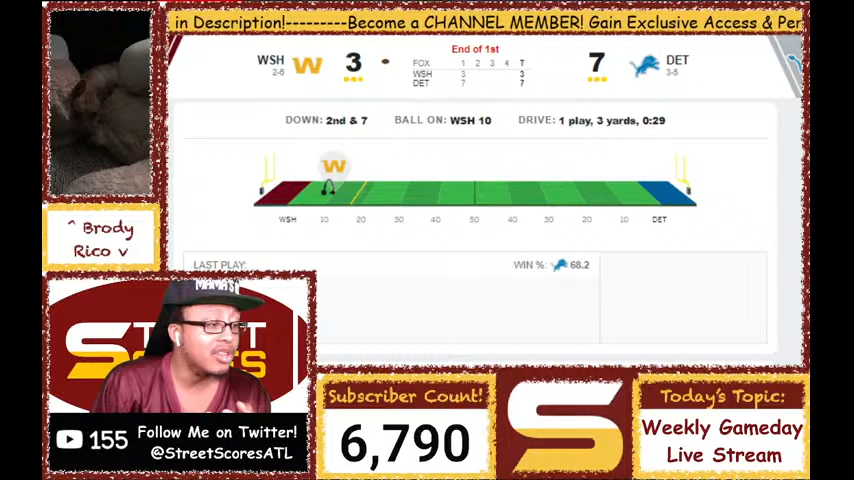 in Description!---------Become a CHANNEL MEMBER! Gain Exclusive Access & Per
End of 1st
WSH
2-6
W
3
FOX 1 2 3 4 T
WSH 3 3
DET 7 7
7
DET
3-5
DOWN: 2nd & 7 BALL ON: WSH 10 DRIVE: 1 play, 3 yards, 0:29
W
WSH 10 20 30 40 50 40 30 20 10 DET
^ Brody
Rico v
LAST PLAY:
WIN %: 68.2
MAMA'S
155
Follow Me on Twitter!
@StreetScoresATL
Subscriber Count!
6,790
S
Today's Topic:
Weekly Gameday
Live Stream